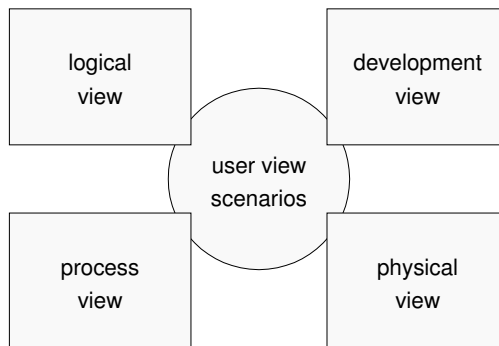 logical
view
development
view
user view
scenarios
process
view
physical
view